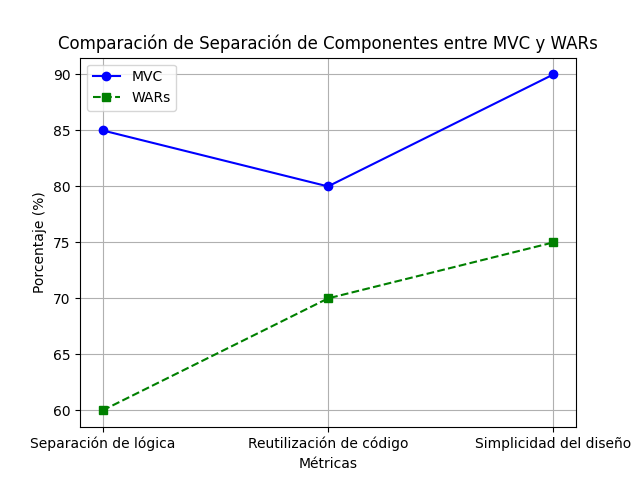 Comparación de Separación de Componentes entre MVC y WARs
MVC
WARs
Porcentaje (%)
90
85
80
75
70
65
60
Separación de lógica
Reutilización de código
Simplicidad del diseño
Métricas